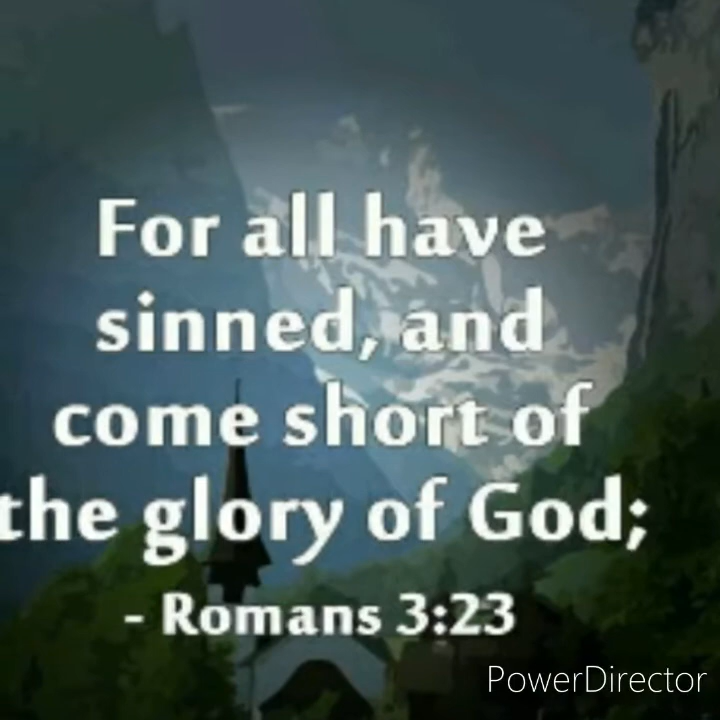 For all have
sinned, and
come short of
the glory of God;
- Romans 3:23
PowerDirector